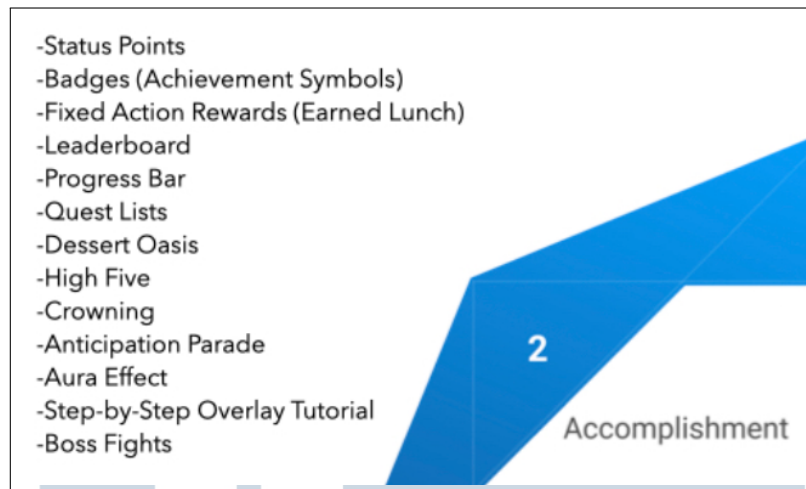 -Status Points
-Badges (Achievement Symbols)
-Fixed Action Rewards (Earned Lunch)
-Leaderboard
-Progress Bar
-Quest Lists
-Dessert Oasis
-High Five
-Crowning
-Anticipation Parade
-Aura Effect
-Step-by-Step Overlay Tutorial
-Boss Fights
2
Accomplishment